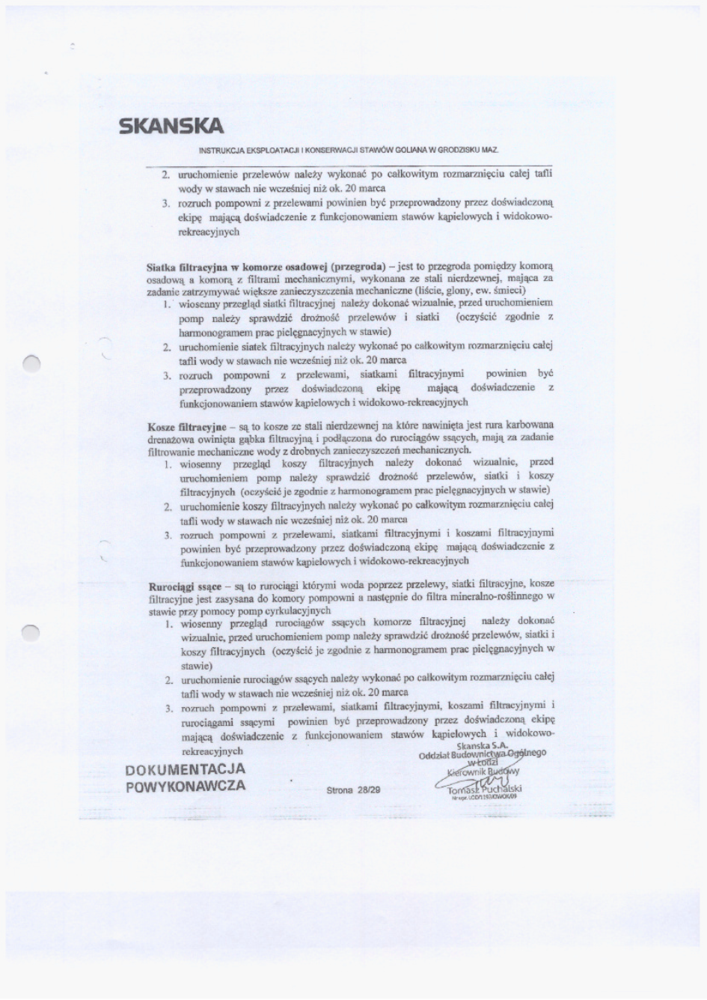 SKANSKA
INSTRUKCJA EKSPLOATACJI I KONSERWACJI STAWÓW GOLIANA W GRODZISKU MAZ.
2. uruchomienie przelewów należy wykonać po całkowitym rozmarznięciu całej tafli
wody w stawach nie wcześniej niż ok. 20 marca
3. rozruch pompowni z przelewami powinien być przeprowadzony przez doświadczoną
ekipę mającą doświadczenie z funkcjonowaniem stawów kąpielowych i widokowo-
rekreacyjnych
Siatka filtracyjna w komorze osadowej (przegroda) – jest to przegroda pomiędzy komorą
osadową a komorą z filtrami mechanicznymi, wykonana ze stali nierdzewnej, mająca za
zadanie zatrzymywać większe zanieczyszczenia mechaniczne (liście, glony, ew. śmieci)
1. wiosenny przegląd siatki filtracyjnej należy dokonać wizualnie, przed uruchomieniem
pomp należy sprawdzić drożność przelewów i siatki (oczyścić zgodnie z
harmonogramem prac pielęgnacyjnych w stawie)
2. uruchomienie siatek filtracyjnych należy wykonać po całkowitym rozmarznięciu całej
tafli wody w stawach nie wcześniej niż ok. 20 marca
3. rozruch pompowni z przelewami, siatkami filtracyjnymi powinien być
przeprowadzony przez doświadczoną ekipę mającą doświadczenie z
funkcjonowaniem stawów kąpielowych i widokowo-rekreacyjnych
Kosze filtracyjne – są to kosze ze stali nierdzewnej na które nawinięta jest rura karbowana
drenażowa owinięta gąbka filtracyjną i podłączona do rurociągów ssących, mają za zadanie
filtrowanie mechaniczne wody z drobnych zanieczyszczeń mechanicznych.
1. wiosenny przegląd koszy filtracyjnych należy dokonać wizualnie, przed
uruchomieniem pomp należy sprawdzić drożność przelewów, siatki i koszy
filtracyjnych (oczyścić je zgodnie z harmonogramem prac pielęgnacyjnych w stawie)
2. uruchomienie koszy filtracyjnych należy wykonać po całkowitym rozmarznięciu całej
tafli wody w stawach nie wcześniej niż ok. 20 marca
3. rozruch pompowni z przelewami, siatkami filtracyjnymi i koszami filtracyjnymi
powinien być przeprowadzony przez doświadczoną ekipę mającą doświadczenie z
funkcjonowaniem stawów kąpielowych i widokowo-rekreacyjnych
Rurociągi ssące – są to rurociągi którymi woda poprzez przelewy, siatki filtracyjne, kosze
filtracyjne jest zasysana do komory pompowni a następnie do filtra mineralno-roślinnego w
stawie przy pomocy pomp cyrkulacyjnych
1. wiosenny przegląd rurociągów ssących komorze filtracyjnej należy dokonać
wizualnie, przed uruchomieniem pomp należy sprawdzić drożność przelewów, siatki i
koszy filtracyjnych (oczyścić je zgodnie z harmonogramem prac pielęgnacyjnych w
stawie)
2. uruchomienie rurociągów ssących należy wykonać po całkowitym rozmarznięciu całej
tafli wody w stawach nie wcześniej niż ok. 20 marca
3. rozruch pompowni z przelewami, siatkami filtracyjnymi, koszami filtracyjnymi i
rurociągami ssącymi powinien być przeprowadzony przez doświadczoną ekipę
mającą doświadczenie z funkcjonowaniem stawów kąpielowych i widokowo-
rekreacyjnych
Skanska S.A.
Oddział Budownictwa Ogólnego
w Łodzi
Kierownik Budowy
Tomasz Puchalski
DOKUMENTACJA
POWYKONAWCZA
Strona 28/29